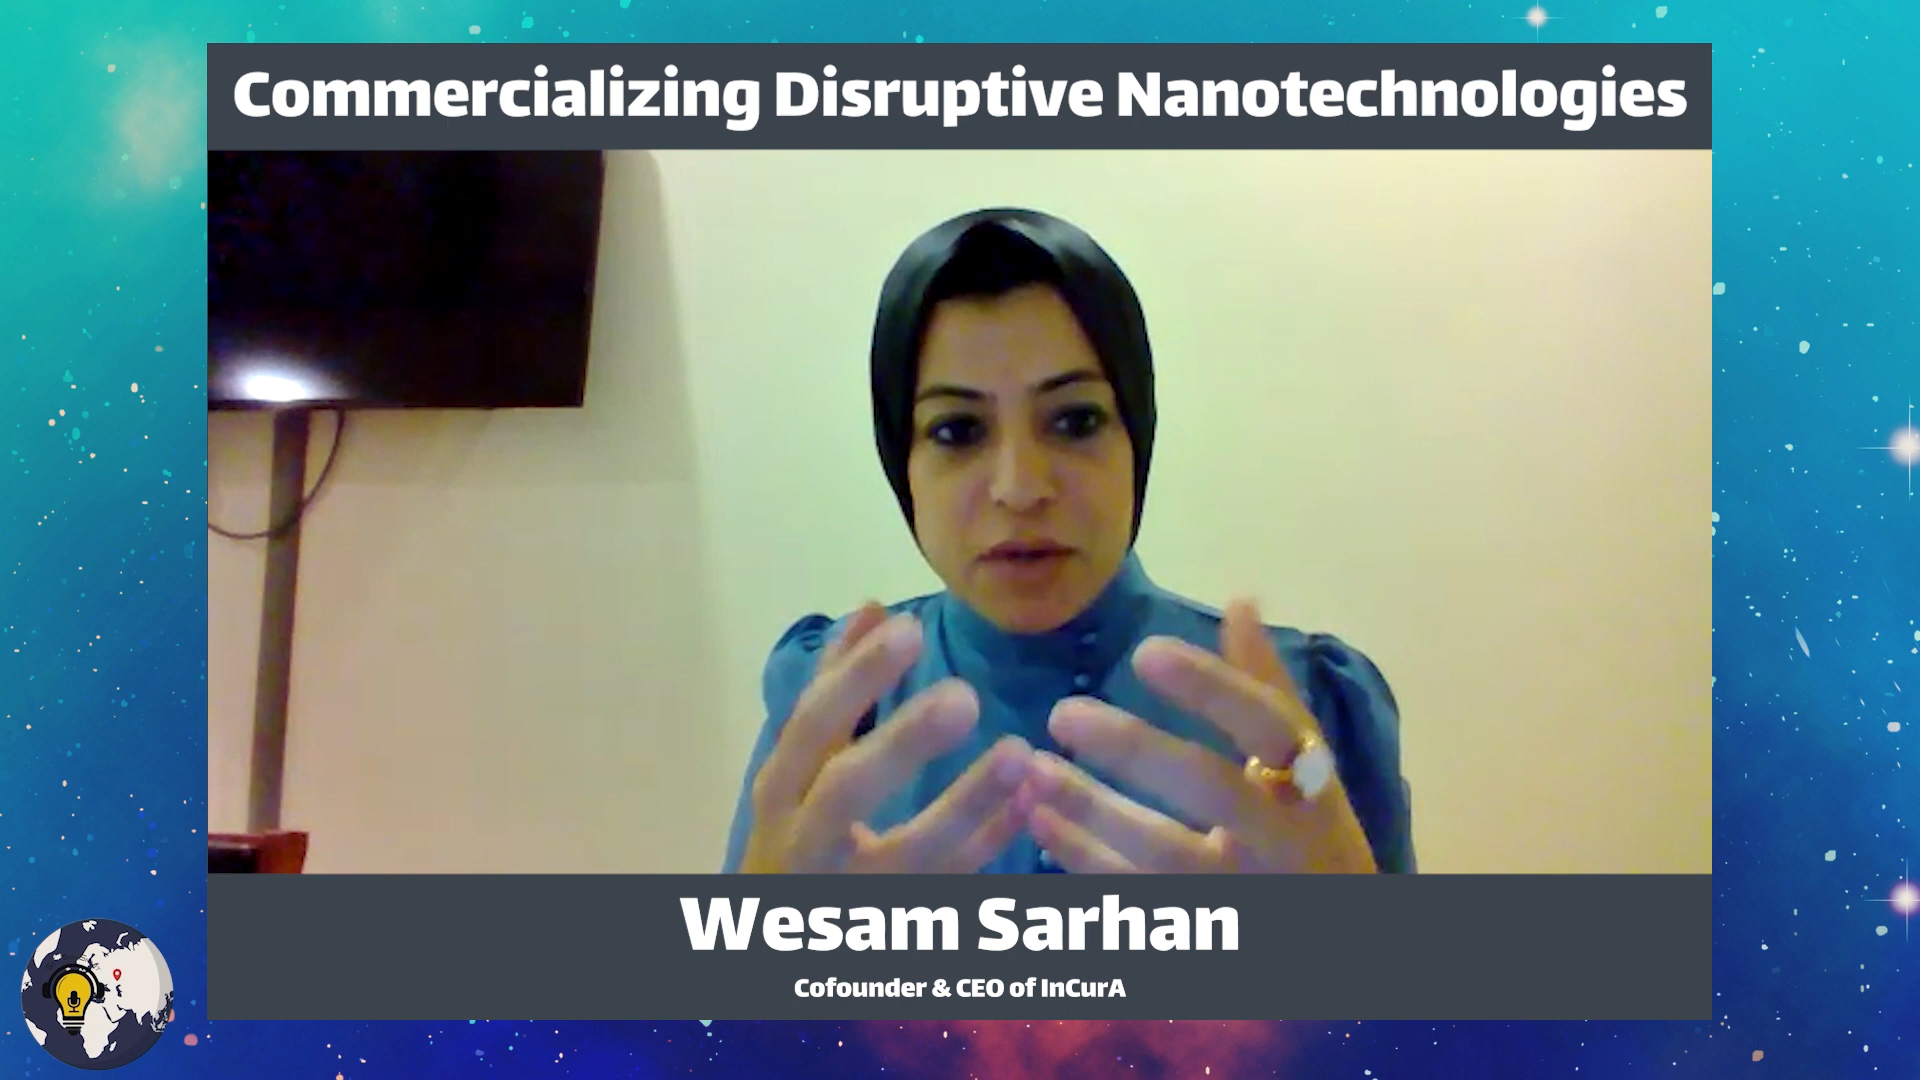 Commercializing Disruptive Nanotechnologies
Wesam Sarhan
Cofounder & CEO of InCurA